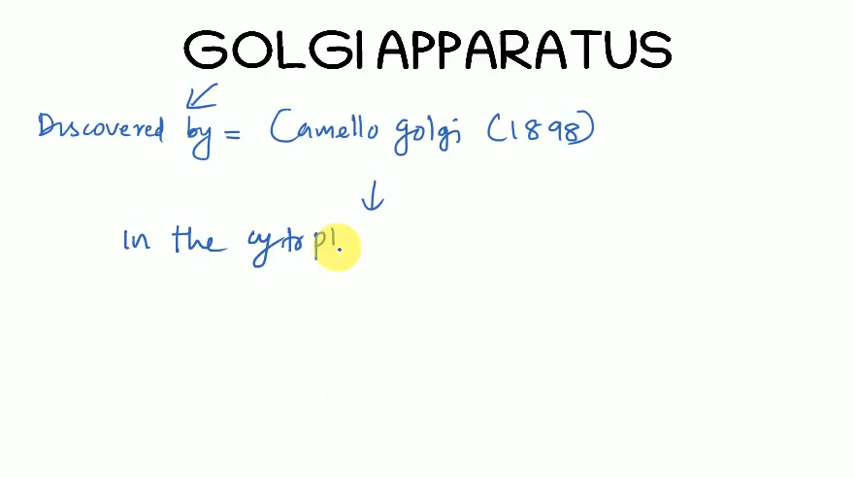 GOLGI APPARATUS
Discovered by = Camello golgi (1898)
In the cytopl